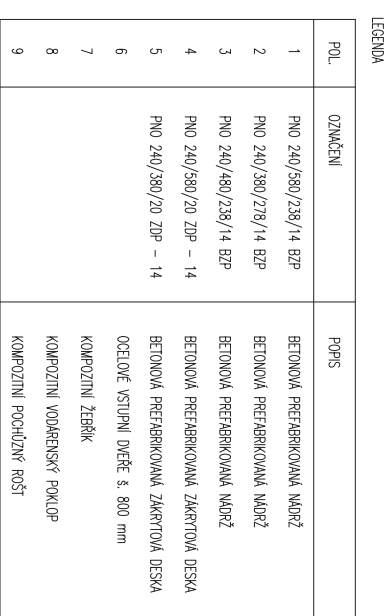 LEGENDA
POL. OZNAČENÍ POPIS
1 PNO 240/580/238/14 BZP BETONOVÁ PREFABRIKOVANÁ NÁDRŽ
2 PNO 240/380/278/14 BZP BETONOVÁ PREFABRIKOVANÁ NÁDRŽ
3 PNO 240/480/238/14 BZP BETONOVÁ PREFABRIKOVANÁ NÁDRŽ
4 PNO 240/580/20 ZDP – 14 BETONOVÁ PREFABRIKOVANÁ ZÁKRYTOVÁ DESKA
5 PNO 240/380/20 ZDP – 14 BETONOVÁ PREFABRIKOVANÁ ZÁKRYTOVÁ DESKA
6 OCELOVÉ VSTUPNÍ DVEŘE š. 800 mm
7 KOMPOZITNÍ ŽEBŘÍK
8 KOMPOZITNÍ VODÁRENSKÝ POKLOP
9 KOMPOZITNÍ POCHŮZNÝ ROŠT